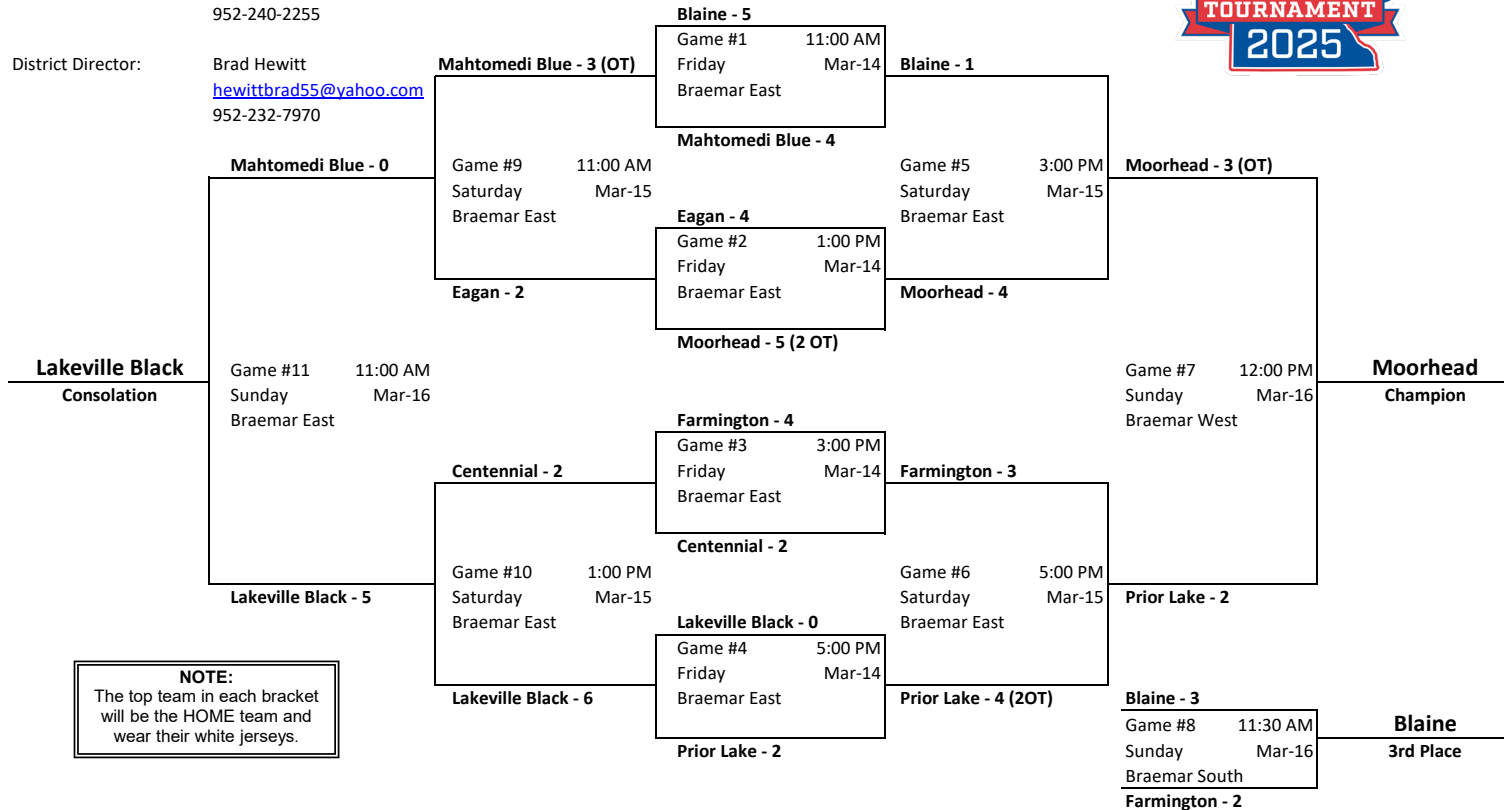 952-240-2255
Blaine - 5
TOURNAMENT
2025
Game #1 11:00 AM
District Director: Brad Hewitt
Mahtomedi Blue - 3 (OT)
Friday Mar-14
Blaine - 1
hewittbrad55@yahoo.com
Braemar East
952-232-7970
Mahtomedi Blue - 4
Mahtomedi Blue - 0
Game #9 11:00 AM
Game #5 3:00 PM
Moorhead - 3 (OT)
Saturday Mar-15
Saturday Mar-15
Braemar East
Eagan - 4
Braemar East
Game #2 1:00 PM
Friday Mar-14
Eagan - 2
Braemar East
Moorhead - 4
Moorhead - 5 (2 OT)
Lakeville Black
Game #11 11:00 AM
Game #7 12:00 PM
Moorhead
Consolation
Sunday Mar-16
Sunday Mar-16
Champion
Braemar East
Farmington - 4
Braemar West
Game #3 3:00 PM
Centennial - 2
Friday Mar-14
Farmington - 3
Braemar East
Centennial - 2
Game #10 1:00 PM
Game #6 5:00 PM
Lakeville Black - 5
Saturday Mar-15
Saturday Mar-15
Prior Lake - 2
Braemar East
Lakeville Black - 0
Braemar East
Game #4 5:00 PM
NOTE:
The top team in each bracket
will be the HOME team and
wear their white jerseys.
Friday Mar-14
Lakeville Black - 6
Braemar East
Prior Lake - 4 (2OT)
Blaine - 3
Game #8 11:30 AM
Blaine
Prior Lake - 2
Sunday Mar-16
3rd Place
Braemar South
Farmington - 2